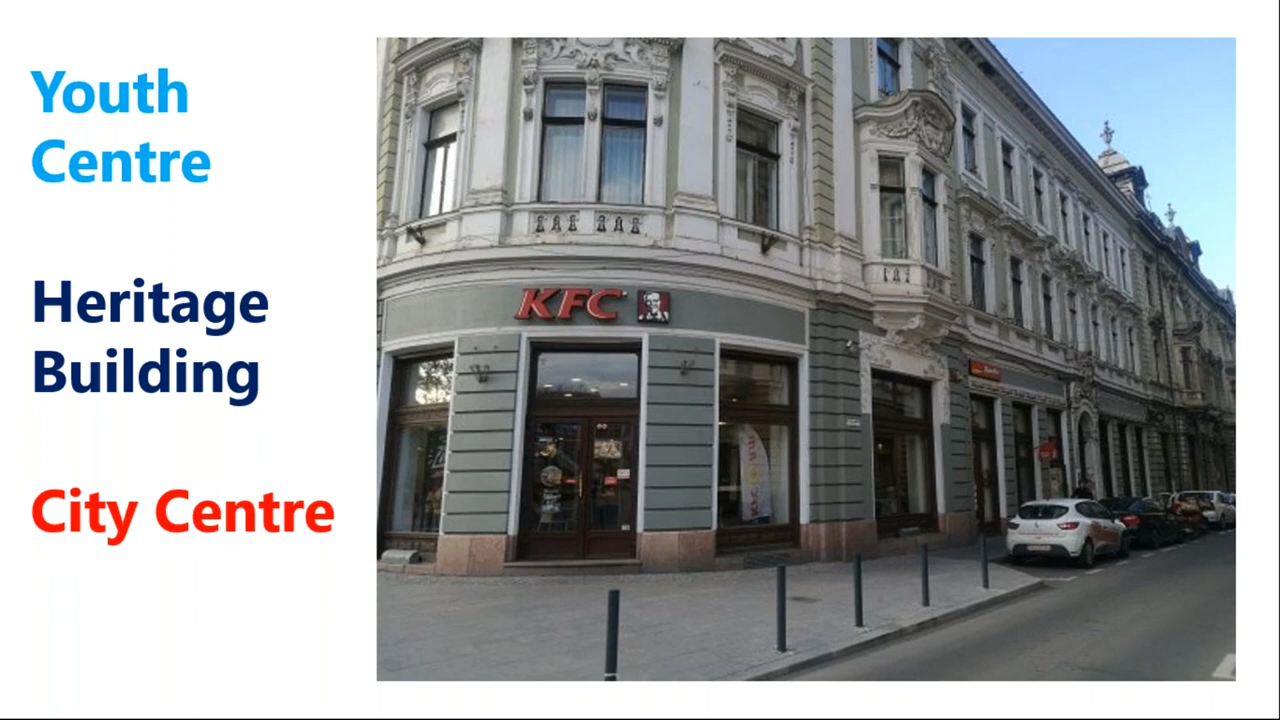 Youth
Centre
Heritage
Building
City Centre
KFC